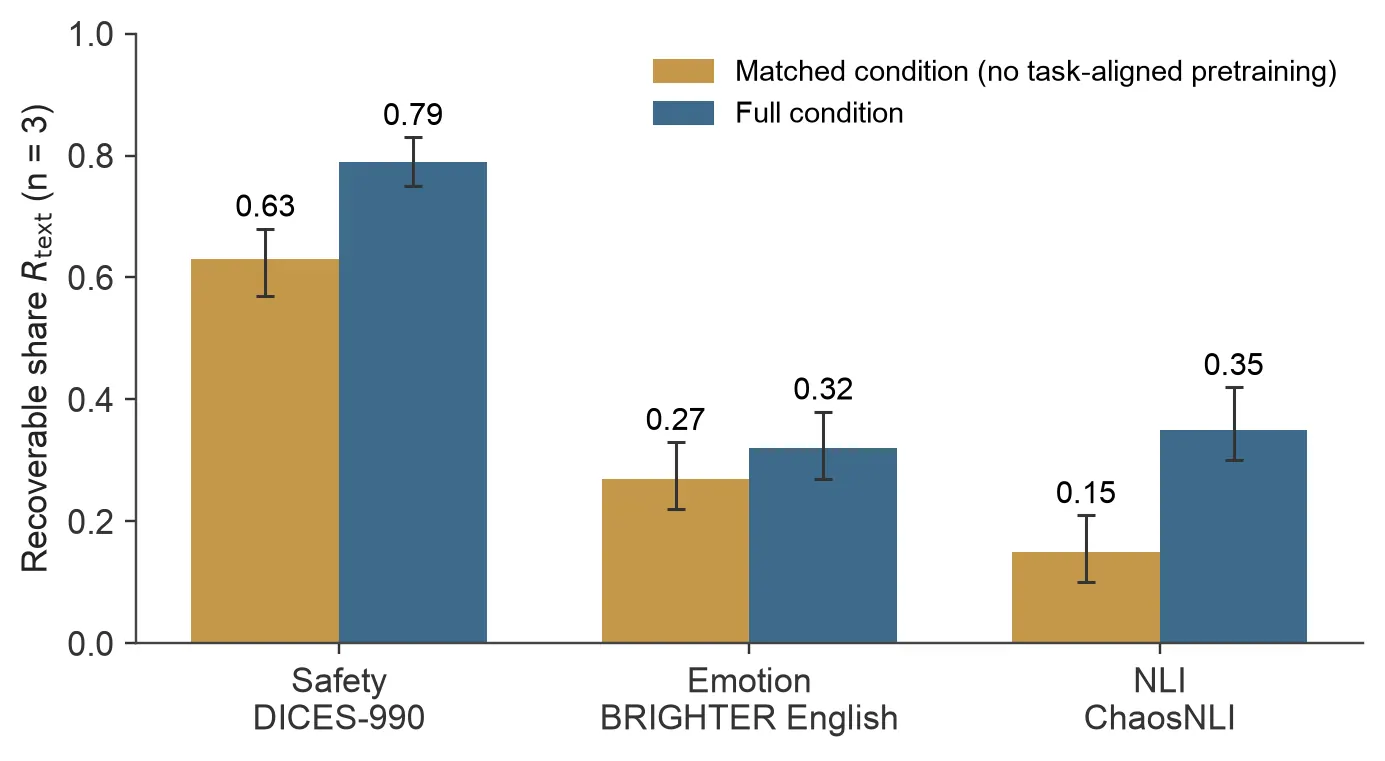 Recoverable share R_text (n = 3)
1.0
0.8
0.6
0.4
0.2
0.0
Matched condition (no task-aligned pretraining)
Full condition
0.63
0.79
0.27
0.32
0.15
0.35
Safety
DICES-990
Emotion
BRIGHTER English
NLI
ChaosNLI